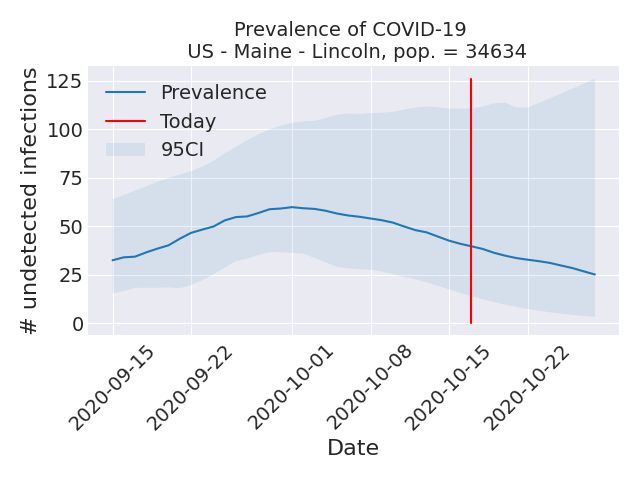 Prevalence of COVID-19
US - Maine - Lincoln, pop. = 34634
# undetected infections
125
100
75
50
25
0
Prevalence
Today
95CI
2020-09-15
2020-09-22
2020-10-01
2020-10-08
2020-10-15
2020-10-22
Date